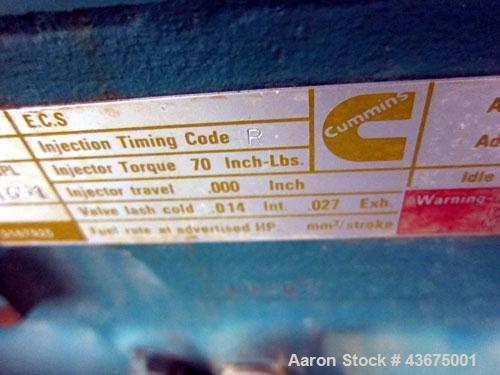 E.C.S
Injection Timing Code R
Injector Torque 70 Inch-Lbs.
Injector travel .000 Inch
Valve lash cold .014 Int. .027 Exh.
Fuel rate at advertised HP mm³/stroke
Cummins
Idle
Warning
Aaron Stock # 43675001